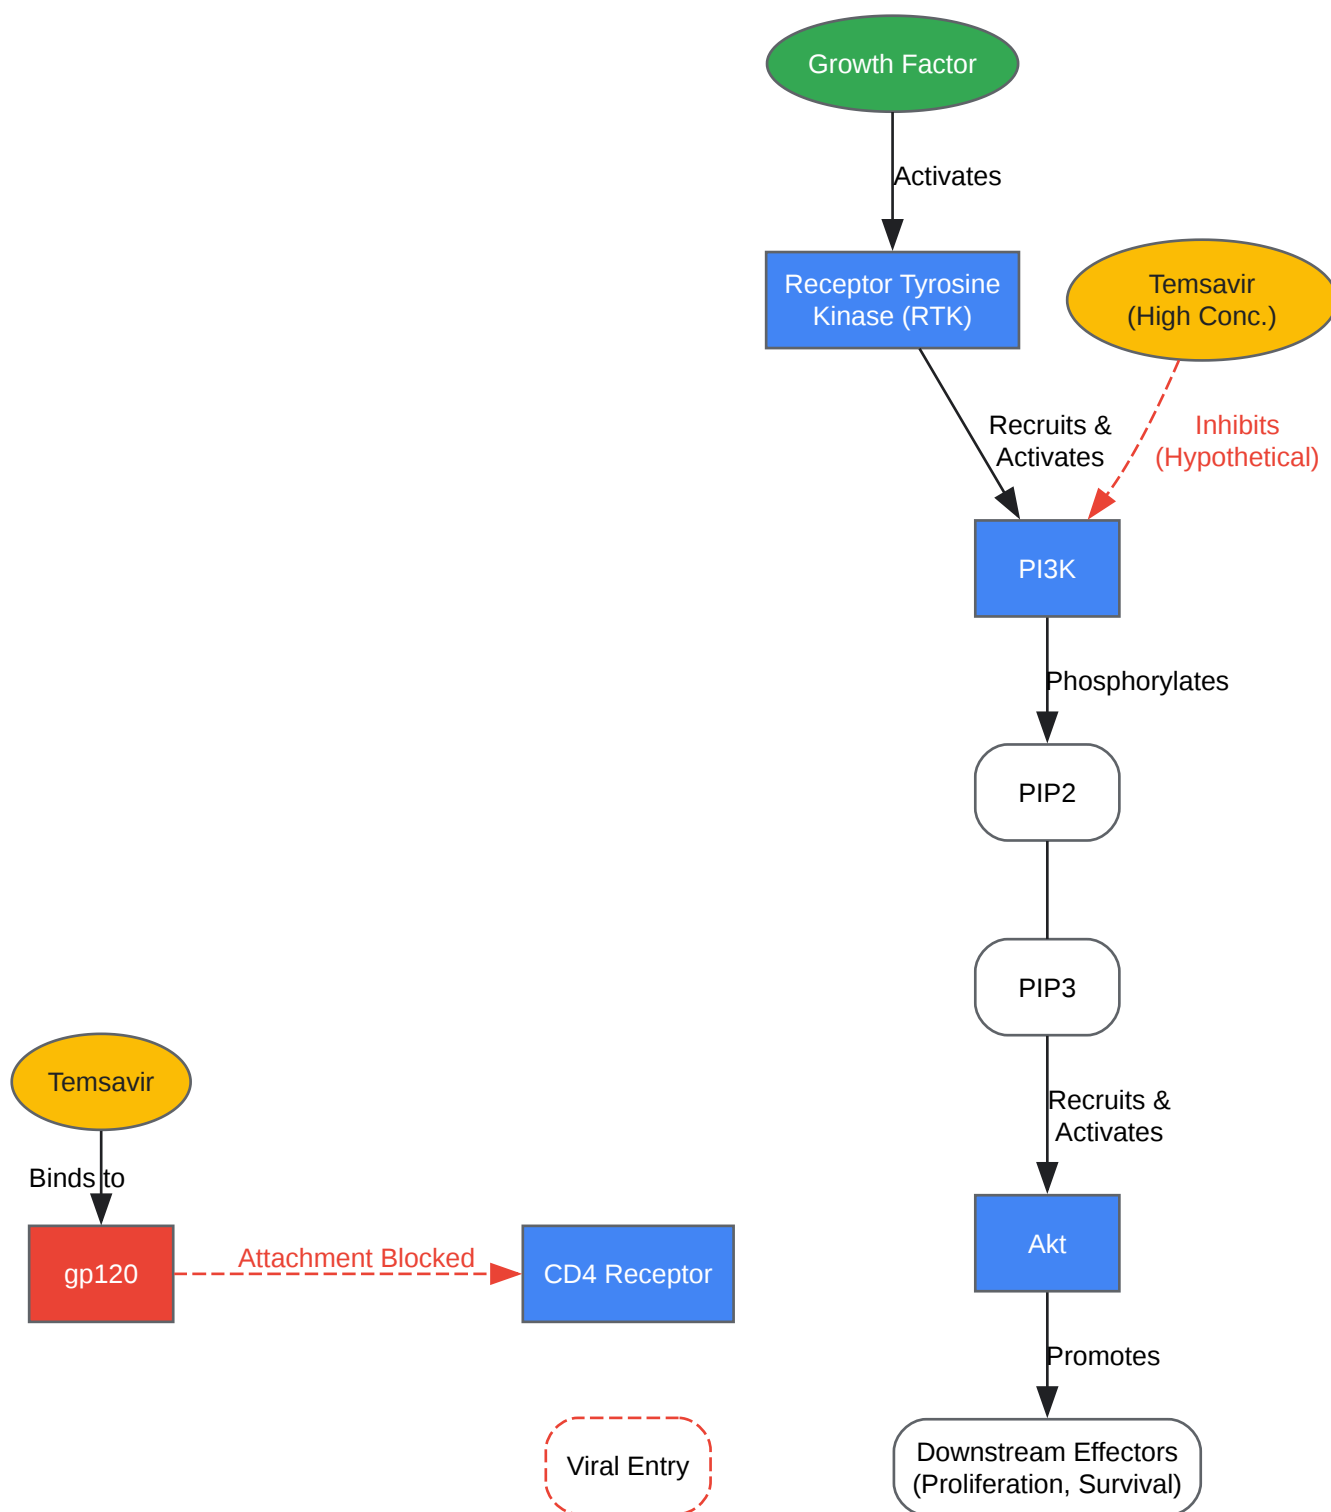 Growth Factor
Activates
Receptor Tyrosine
Kinase (RTK)
Temsavir
(High Conc.)
Recruits &
Activates
Inhibits
(Hypothetical)
PI3K
Phosphorylates
PIP2
PIP3
Temsavir
Recruits &
Activates
Binds to
gp120
Attachment Blocked
CD4 Receptor
Akt
Promotes
Viral Entry
Downstream Effectors
(Proliferation, Survival)